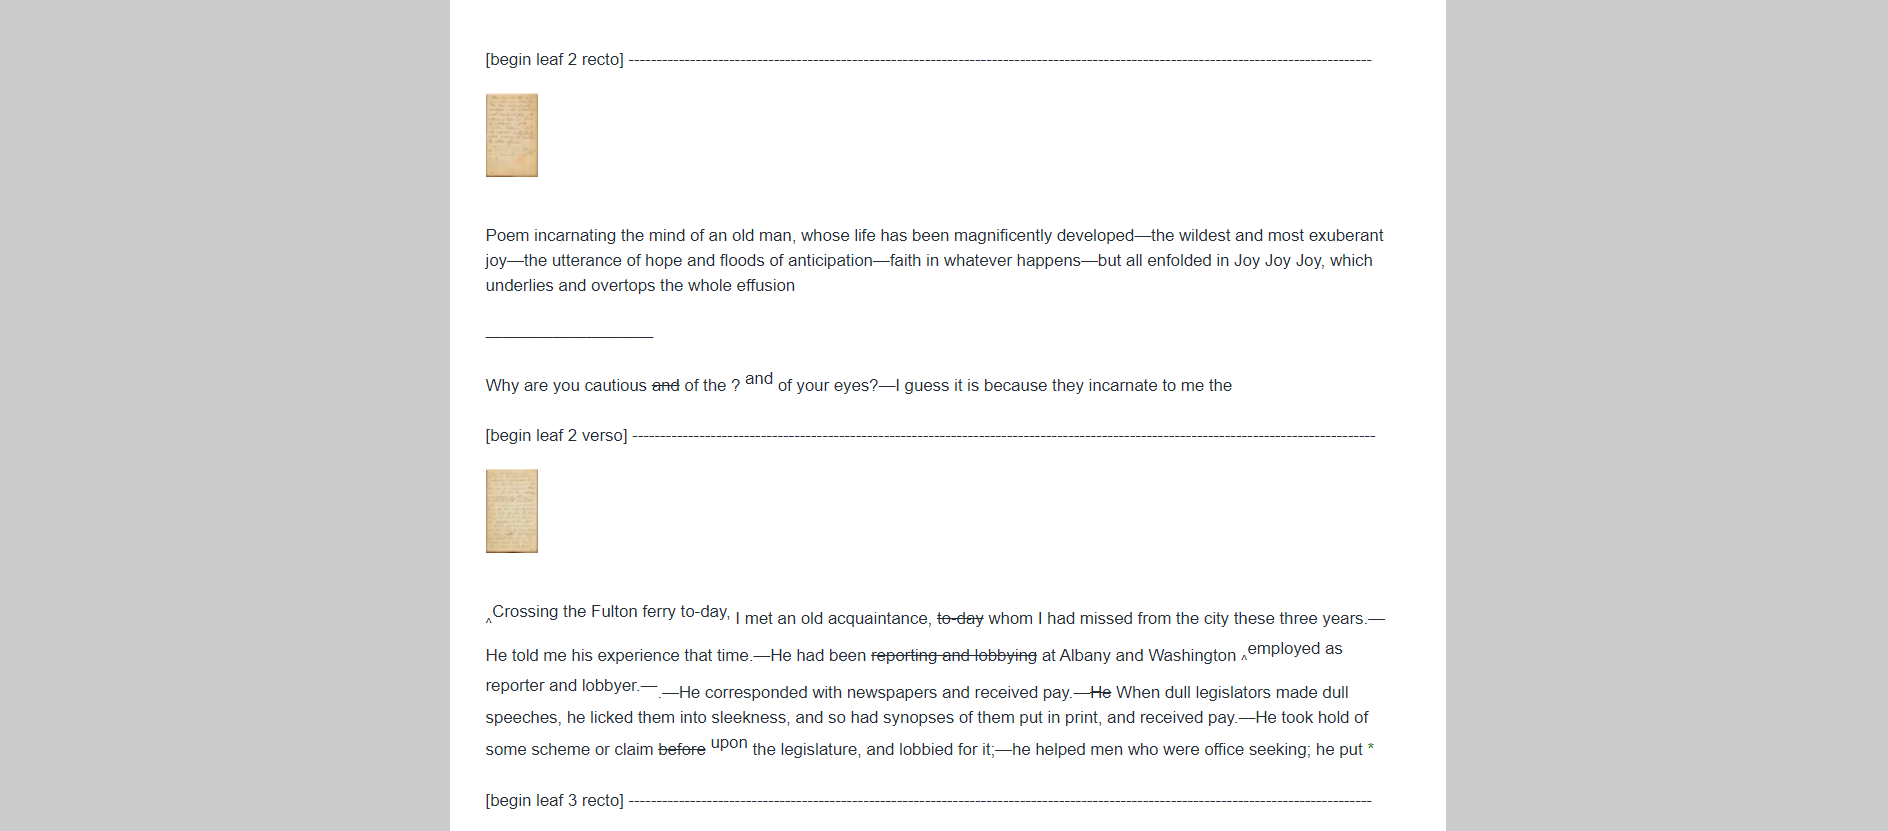 [begin leaf 2 recto] --------------------------------------------------------------------------------------------------------------------------------------
Poem incarnating the mind of an old man, whose life has been magnificently developed—the wildest and most exuberant
joy—the utterance of hope and floods of anticipation—faith in whatever happens—but all enfolded in Joy Joy Joy, which
underlies and overtops the whole effusion
____________________
Why are you cautious and of the ? and of your eyes?—I guess it is because they incarnate to me the
[begin leaf 2 verso] --------------------------------------------------------------------------------------------------------------------------------------
^Crossing the Fulton ferry to-day, I met an old acquaintance, to-day whom I had missed from the city these three years.—
He told me his experience that time.—He had been reporting and lobbying at Albany and Washington ^employed as
reporter and lobbyer.—.—He corresponded with newspapers and received pay.—He When dull legislators made dull
speeches, he licked them into sleekness, and so had synopses of them put in print, and received pay.—He took hold of
some scheme or claim before upon the legislature, and lobbied for it;—he helped men who were office seeking; he put *
[begin leaf 3 recto] --------------------------------------------------------------------------------------------------------------------------------------